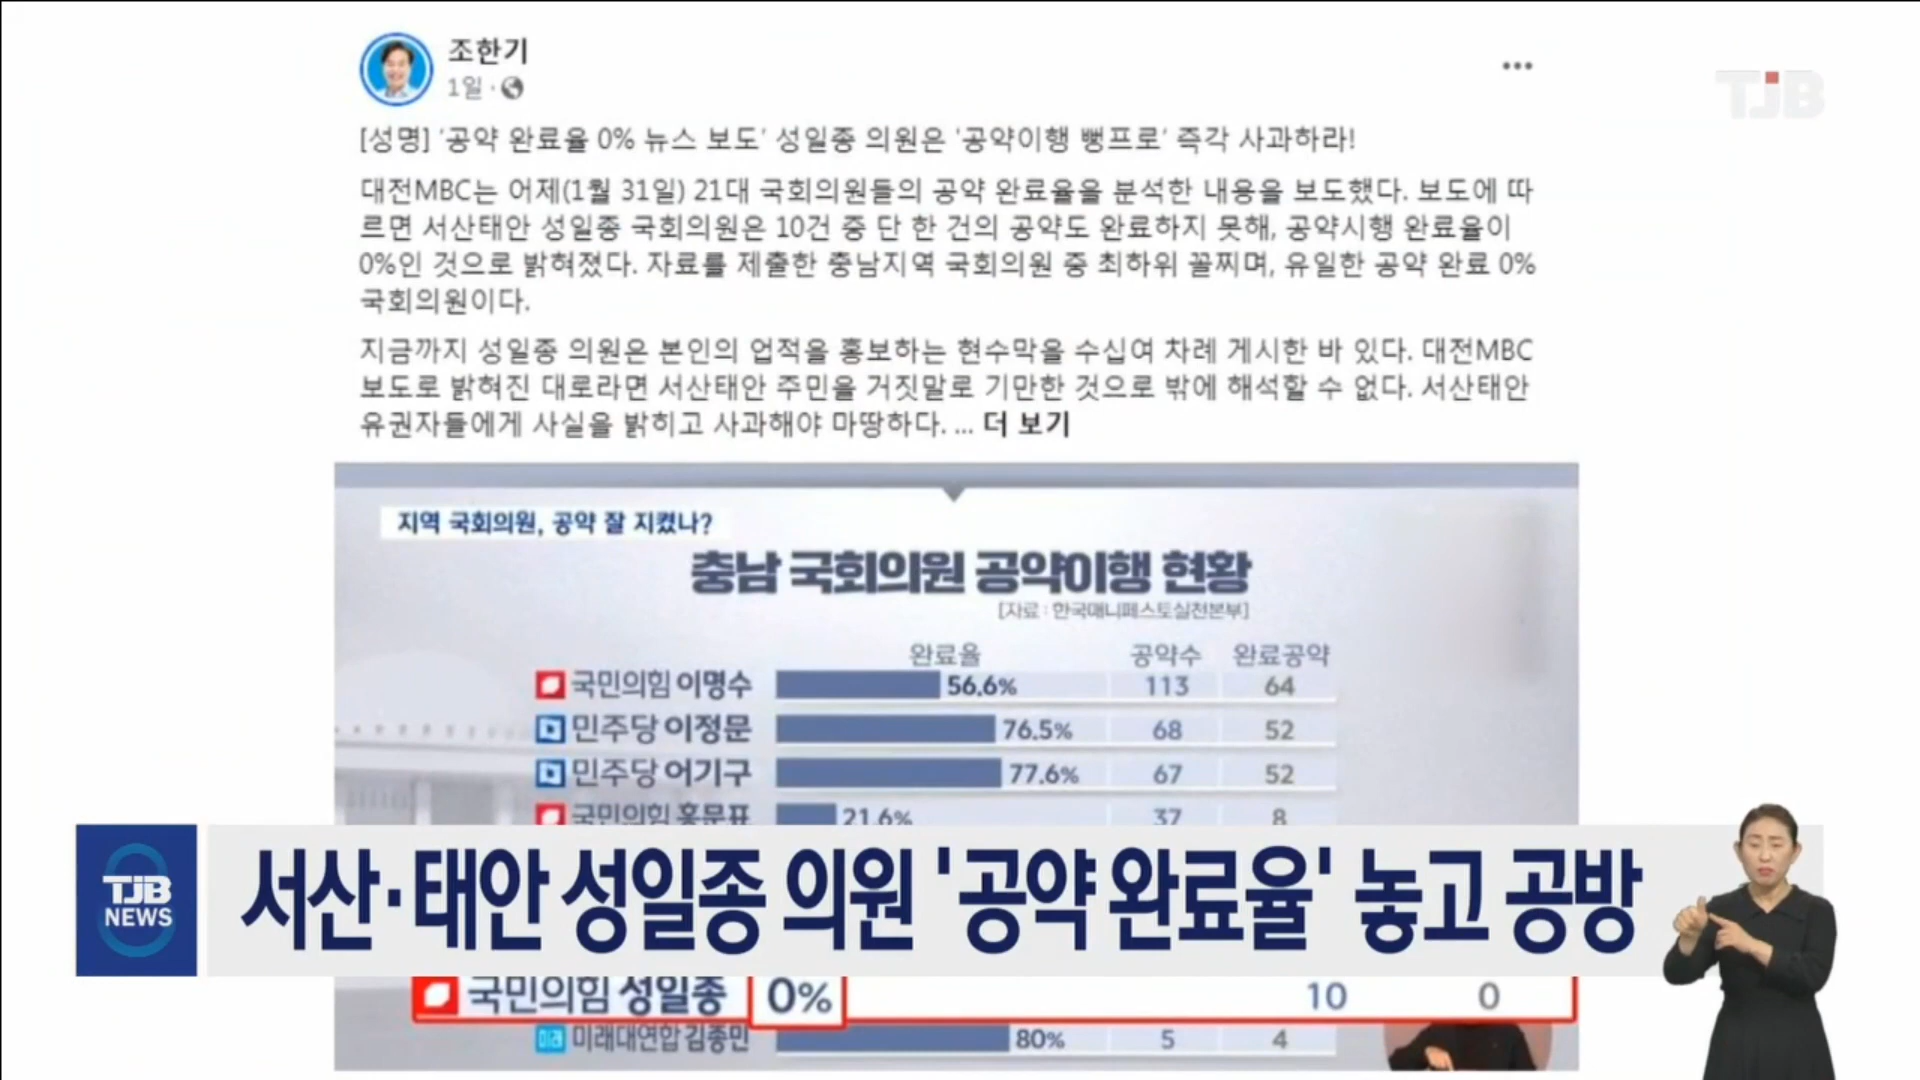 조한기
1일 ·
TJB
[성명] '공약 완료율 0% 뉴스 보도' 성일종 의원은 '공약이행 뻥프로' 즉각 사과하라!
대전MBC는 어제(1월 31일) 21대 국회의원들의 공약 완료율을 분석한 내용을 보도했다. 보도에 따
르면 서산태안 성일종 국회의원은 10건 중 단 한 건의 공약도 완료하지 못해, 공약시행 완료율이
0%인 것으로 밝혀졌다. 자료를 제출한 충남지역 국회의원 중 최하위 꼴찌며, 유일한 공약 완료 0%
국회의원이다.
지금까지 성일종 의원은 본인의 업적을 홍보하는 현수막을 수십여 차례 게시한 바 있다. 대전MBC
보도로 밝혀진 대로라면 서산태안 주민을 거짓말로 기만한 것으로 밖에 해석할 수 없다. 서산태안
유권자들에게 사실을 밝히고 사과해야 마땅하다. ... 더 보기
지역 국회의원, 공약 잘 지켰나?
충남 국회의원 공약이행 현황
[자료 : 한국매니페스토실천본부]
완료율 공약수 완료공약
국민의힘 이명수 56.6% 113 64
민주당 이정문 76.5% 68 52
민주당 어기구 77.6% 67 52
국민의힘 홍문표 21.6% 37 8
TJB
NEWS
서산·태안 성일종 의원 '공약 완료율' 놓고 공방
국민의힘 성일종 0% 10 0
미래 미래대연합 김종민 80% 5 4